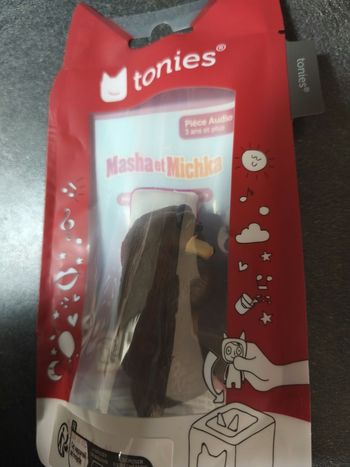 tonies®
tonies
Pièce Audio
3 ans et plus
Masha et Michka